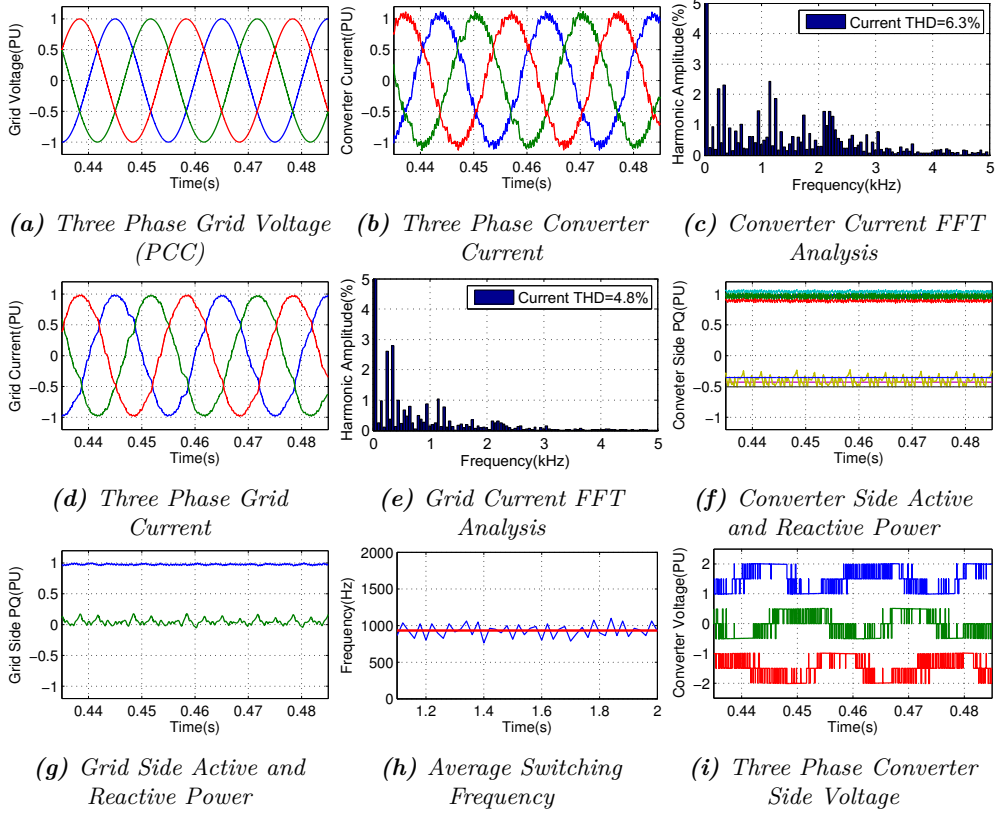 Grid Voltage(PU)
1
0.5
0
−0.5
−1
0.44 0.45 0.46 0.47 0.48
Time(s)
(a) Three Phase Grid Voltage
(PCC)
Converter Current(PU)
1
0.5
0
−0.5
−1
0.44 0.45 0.46 0.47 0.48
Time(s)
(b) Three Phase Converter
Current
Harmonic Amplitude(%)
5
4
3
2
1
0
0 1 2 3 4 5
Frequency(kHz)
Current THD=6.3%
(c) Converter Current FFT
Analysis
Grid Current(PU)
1
0.5
0
−0.5
−1
0.44 0.45 0.46 0.47 0.48
Time(s)
(d) Three Phase Grid
Current
Harmonic Amplitude(%)
5
4
3
2
1
0
0 1 2 3 4 5
Frequency(kHz)
Current THD=4.8%
(e) Grid Current FFT
Analysis
Conveter Side PQ(PU)
1
0.5
0
−0.5
−1
0.44 0.45 0.46 0.47 0.48
Time(s)
(f) Converter Side Active
and Reactive Power
Grid Side PQ(PU)
1
0.5
0
−0.5
−1
0.44 0.45 0.46 0.47 0.48
Time(s)
(g) Grid Side Active and
Reactive Power
Frequency(Hz)
2000
1500
1000
500
0
1.2 1.4 1.6 1.8 2
Time(s)
(h) Average Switching
Frequency
Converter Voltage(PU)
2
1
0
−1
−2
0.44 0.45 0.46 0.47 0.48
Time(s)
(i) Three Phase Converter
Side Voltage